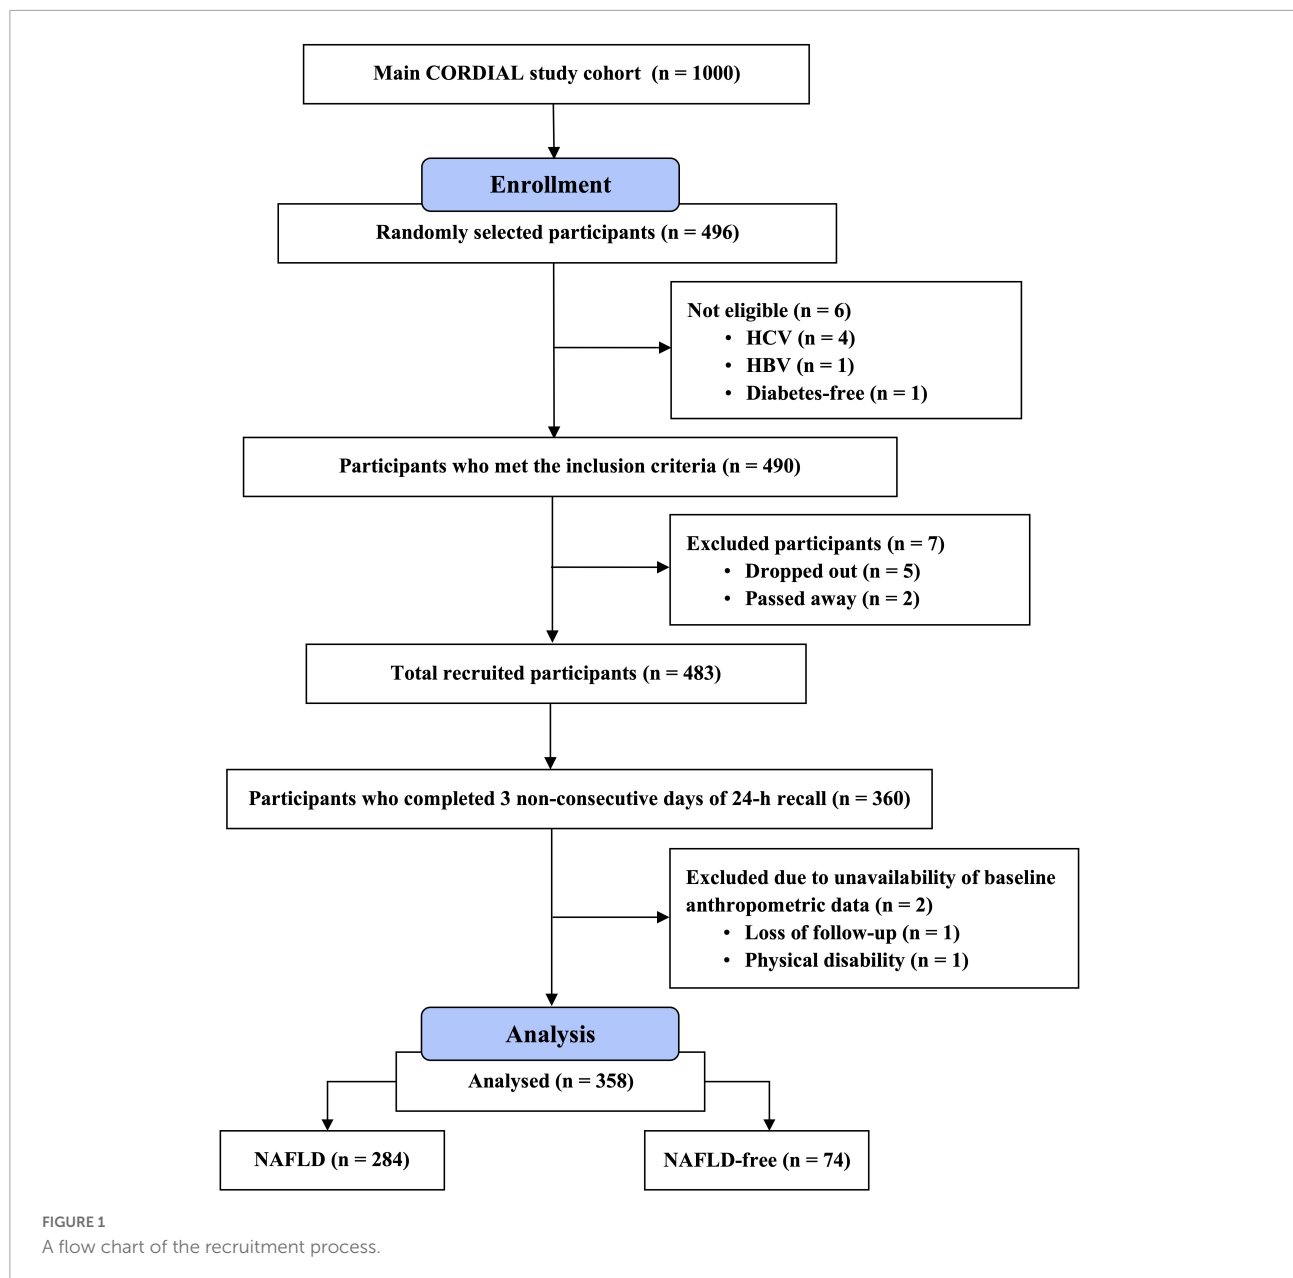 Main CORDIAL study cohort (n = 1000)
Enrollment
Randomly selected participants (n = 496)
Not eligible (n = 6)
• HCV (n = 4)
• HBV (n = 1)
• Diabetes-free (n = 1)
Participants who met the inclusion criteria (n = 490)
Excluded participants (n = 7)
• Dropped out (n = 5)
• Passed away (n = 2)
Total recruited participants (n = 483)
Participants who completed 3 non-consecutive days of 24-h recall (n = 360)
Excluded due to unavailability of baseline
anthropometric data (n = 2)
• Loss of follow-up (n = 1)
• Physical disability (n = 1)
Analysis
Analysed (n = 358)
NAFLD (n = 284)
NAFLD-free (n = 74)
FIGURE 1
A flow chart of the recruitment process.